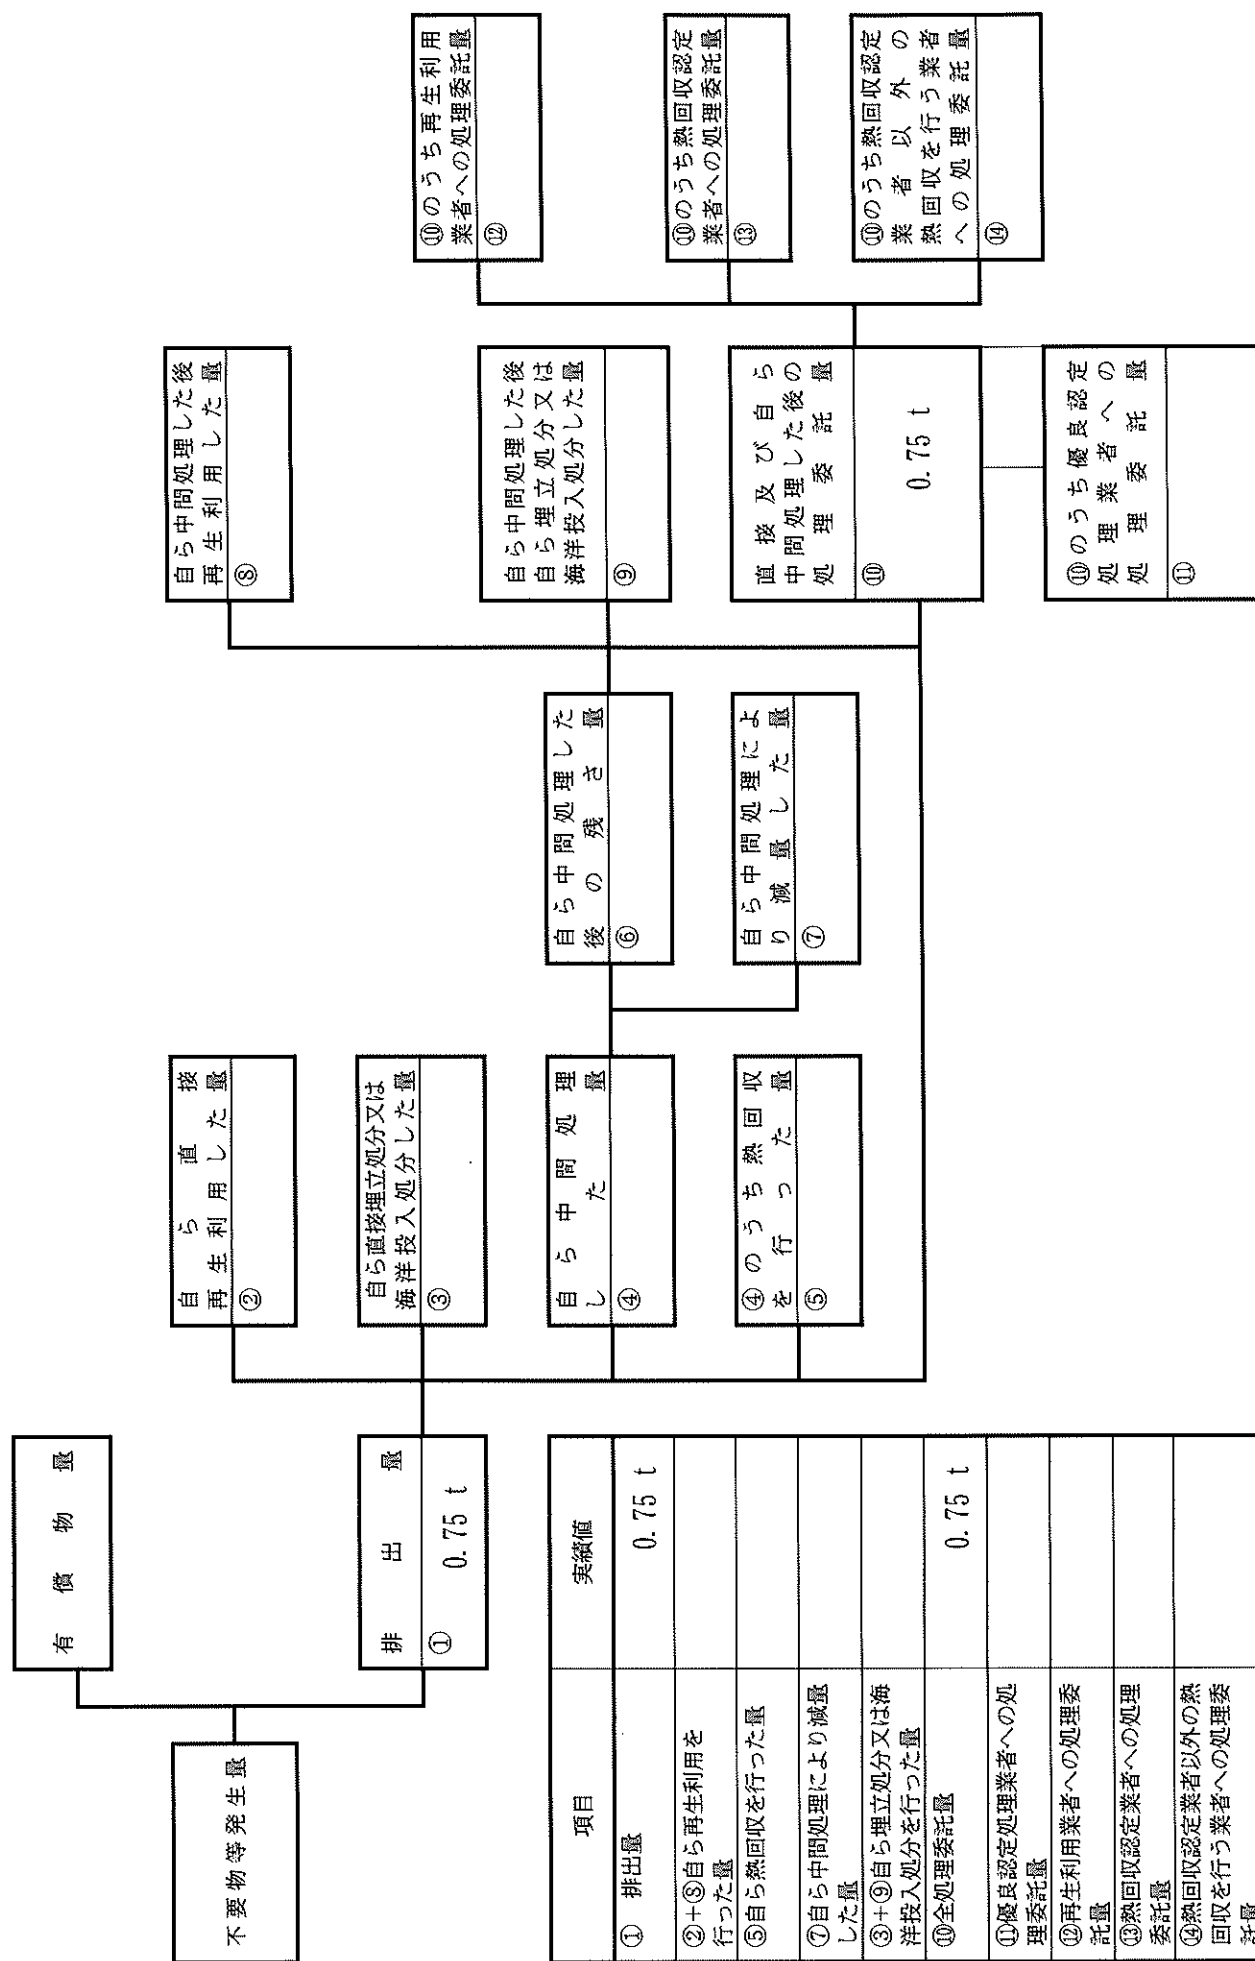 不要物等発生量
有償物量
排出量
① 0.75 t
自ら直接
再生利用した量
②
自ら直接埋立処分又は
海洋投入処分した量
③
自ら中間処理
した量
④
④のうち熱回収
を行った量
⑤
自ら中間処理した
後の残さ量
⑥
自ら中間処理によ
り減量した量
⑦
自ら中間処理した後
再生利用した量
⑧
自ら中間処理した後
自ら埋立処分又は
海洋投入処分した量
⑨
直接及び自ら
中間処理した後の
処理委託量
⑩ 0.75 t
⑩のうち優良認定
処理業者への
処理委託量
⑪
⑩のうち再生利用
業者への処理委託量
⑫
⑩のうち熱回収認定
業者への処理委託量
⑬
⑩のうち熱回収認定
業者以外の
熱回収を行う業者
への処理委託量
⑭
項目 実績値
① 排出量 0.75 t
②+⑧自ら再生利用を
行った量
⑤自ら熱回収を行った量
⑦自ら中間処理により減量
した量
③+⑨自ら埋立処分又は海
洋投入処分を行った量
⑩全処理委託量 0.75 t
⑪優良認定処理業者への処
理委託量
⑫再生利用業者への処理委
託量
⑬熱回収認定業者への処理
委託量
⑭熱回収認定業者以外の熱
回収を行う業者への処理委
託量